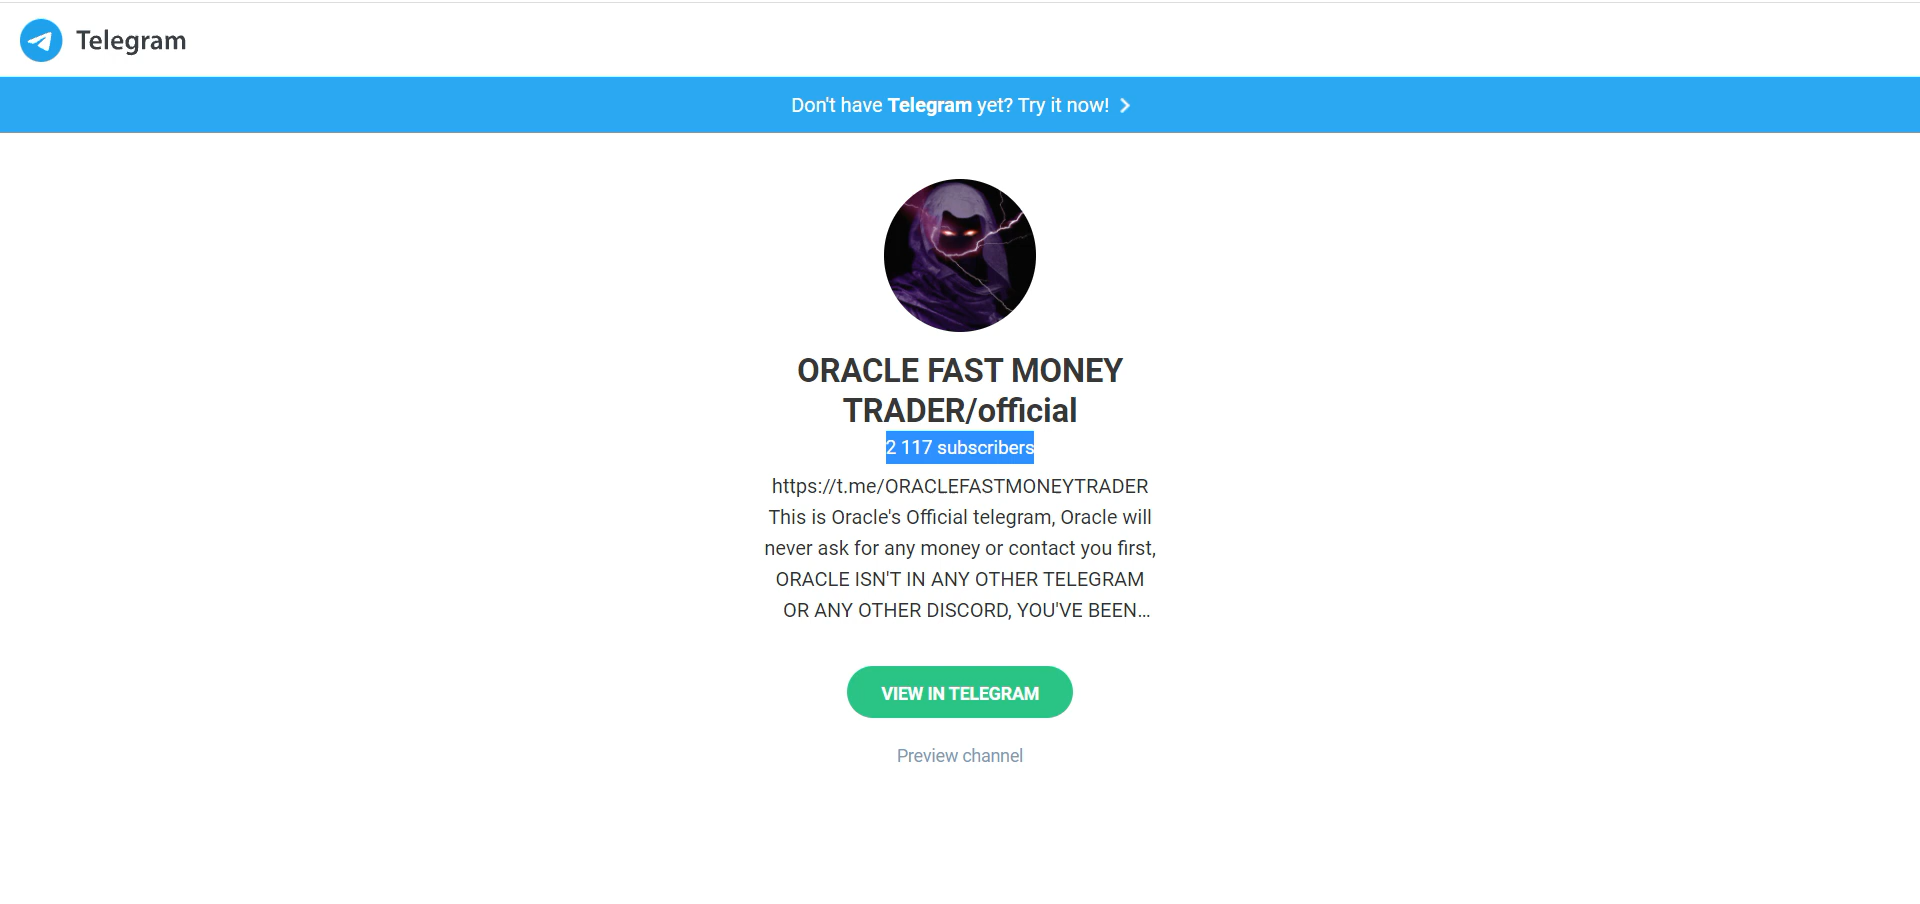 Telegram
Don't have Telegram yet? Try it now!
ORACLE FAST MONEY
TRADER/official
2 117 subscribers
https://t.me/ORACLEFASTMONEYTRADER
This is Oracle's Official telegram, Oracle will
never ask for any money or contact you first,
ORACLE ISN'T IN ANY OTHER TELEGRAM
OR ANY OTHER DISCORD, YOU'VE BEEN...
VIEW IN TELEGRAM
Preview channel